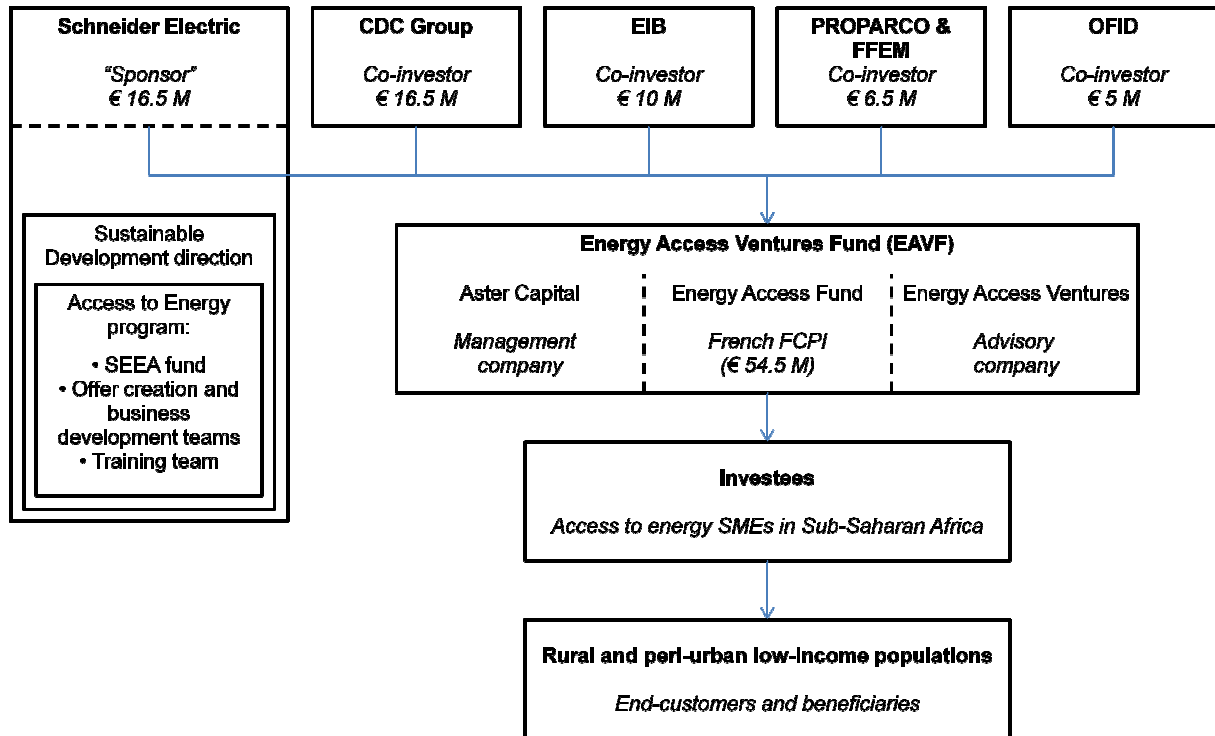 Schneider Electric
“Sponsor”
€ 16.5 M
CDC Group
Co-investor
€ 16.5 M
EIB
Co-investor
€ 10 M
PROPARCO &
FFEM
Co-investor
€ 6.5 M
OFID
Co-investor
€ 5 M
Sustainable
Development direction
Access to Energy
program:
• SEEA fund
• Offer creation and
business
development teams
• Training team
Energy Access Ventures Fund (EAVF)
Aster Capital
Management
company
Energy Access Fund
French FCPI
(€ 54.5 M)
Energy Access Ventures
Advisory
company
Investees
Access to energy SMEs in Sub-Saharan Africa
Rural and peri-urban low-income populations
End-customers and beneficiaries